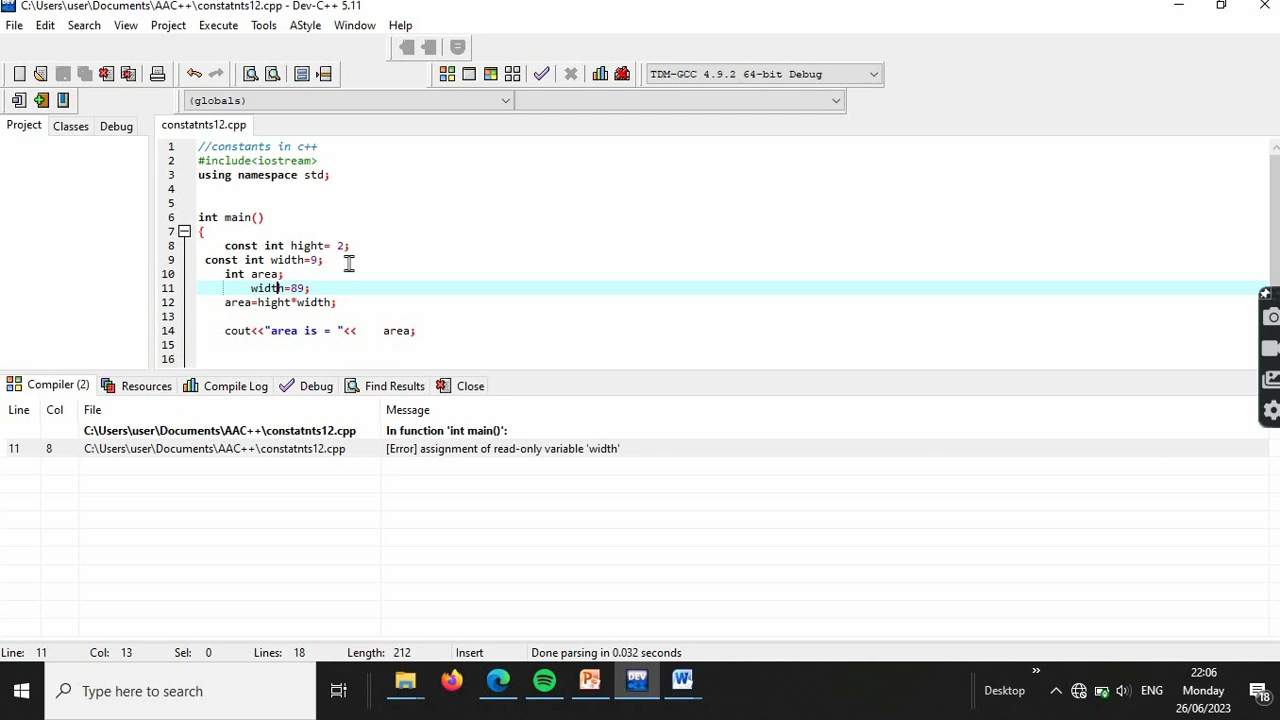 C:\Users\user\Documents\AAC++\constatnts12.cpp - Dev-C++ 5.11
File Edit Search View Project Execute Tools AStyle Window Help
TDM-GCC 4.9.2 64-bit Debug
(globals)
Project Classes Debug constatnts12.cpp
1 //constants in c++
2 #include<iostream>
3 using namespace std;
4
5
6 int main()
7 {
8 const int hight= 2;
9 const int width=9;
10 int area;
11 width=89;
12 area=hight*width;
13
14 cout<<"area is = "<< area;
15
16
Compiler (2) Resources Compile Log Debug Find Results Close
Line Col File Message
C:\Users\user\Documents\AAC++\constatnts12.cpp In function 'int main()':
11 8 C:\Users\user\Documents\AAC++\constatnts12.cpp [Error] assignment of read-only variable 'width'
Line: 11 Col: 13 Sel: 0 Lines: 18 Length: 212 Insert Done parsing in 0.032 seconds
Type here to search
DEV
Desktop
ENG
22:06
Monday
26/06/2023
18